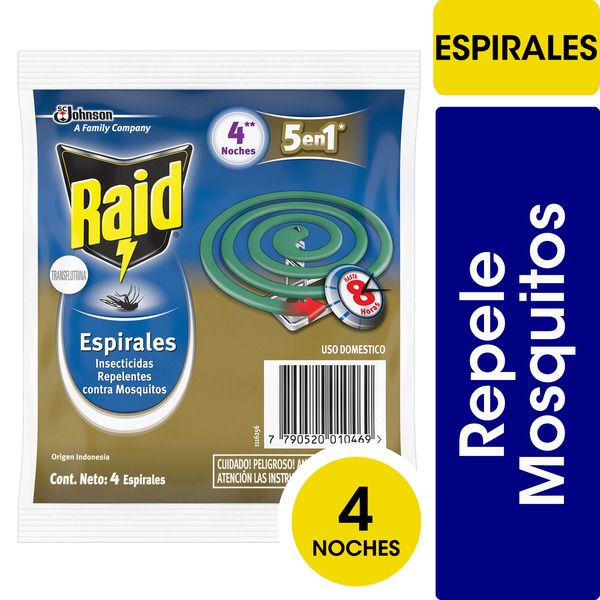 ESPIRALES
SC Johnson
A Family Company
4** Noches
5en1*
Raid
TRANSFLUTRINA
HASTA
8
Horas
Espirales
Insecticidas
Repelentes
contra Mosquitos
USO DOMESTICO
1116256
7 790520 010469 >
Origen Indonesia
Cont. Neto: 4 Espirales
CUIDADO! PELIGROSO!
ATENCIÓN LAS
4
NOCHES
Repele
Mosquitos